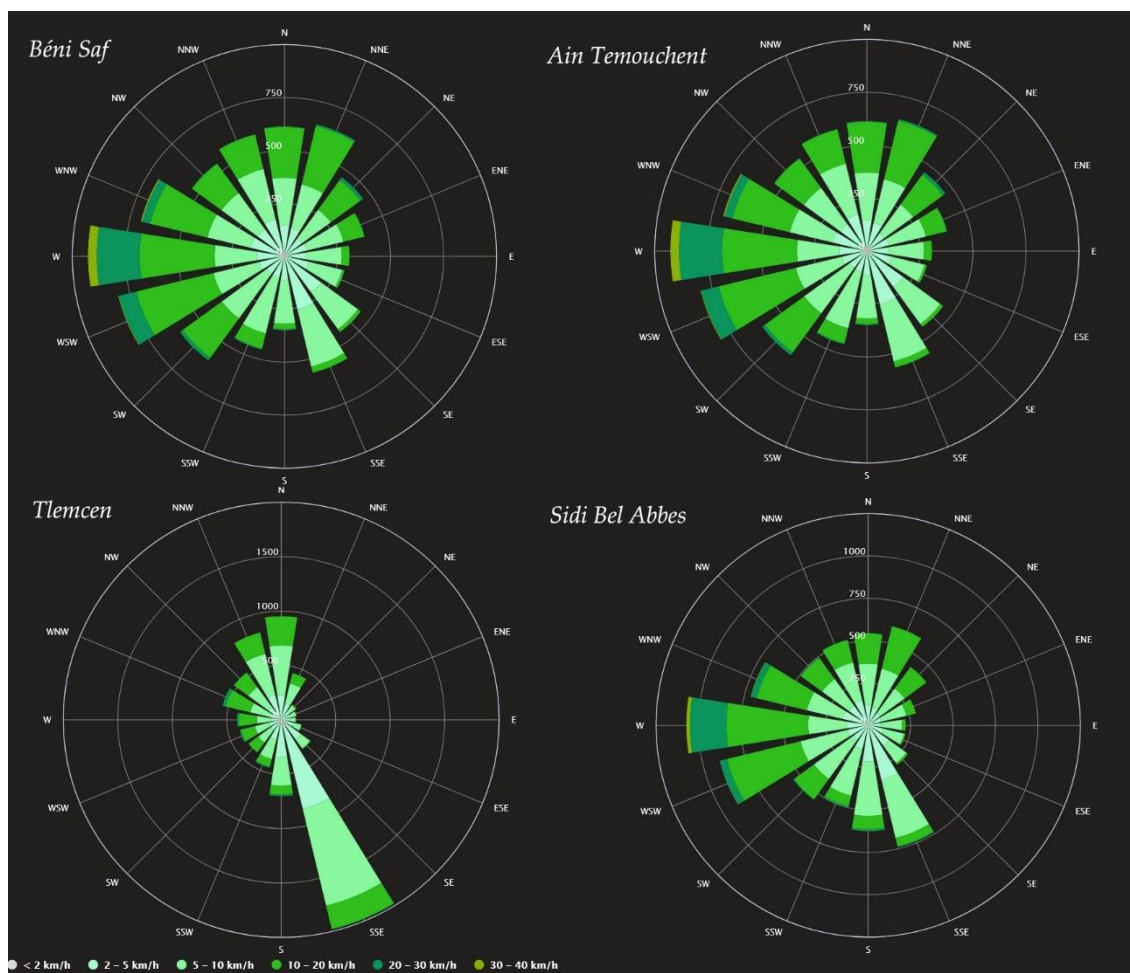 Béni Saf
N
NNE
NE
ENE
E
ESE
SE
SSE
S
SSW
SW
WSW
W
WNW
NW
NNW
750
500
250
Ain Temouchent
N
NNE
NE
ENE
E
ESE
SE
SSE
S
SSW
SW
WSW
W
WNW
NW
NNW
750
500
250
Tlemcen
N
NNE
NE
ENE
E
ESE
SE
SSE
S
SSW
SW
WSW
W
WNW
NW
NNW
1500
1000
500
Sidi Bel Abbes
N
NNE
NE
ENE
E
ESE
SE
SSE
S
SSW
SW
WSW
W
WNW
NW
NNW
1000
750
500
250
< 2 km/h 2 – 5 km/h 5 – 10 km/h 10 – 20 km/h 20 – 30 km/h 30 – 40 km/h